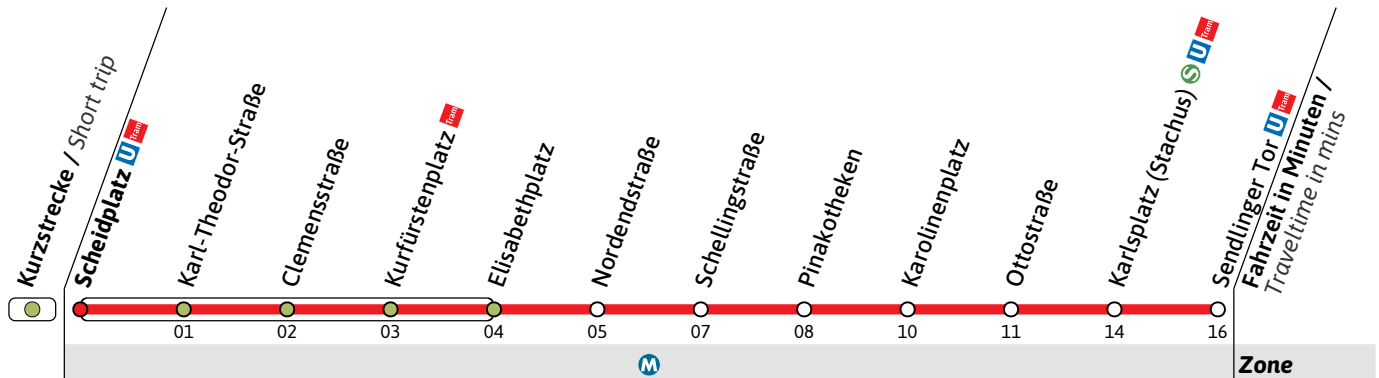 Kurzstrecke / Short trip
Scheidplatz U Tram
Karl-Theodor-Straße
Clemensstraße
Kurfürstenplatz Tram
Elisabethplatz
Nordendstraße
Schellingstraße
Pinakotheken
Karolinenplatz
Ottostraße
Karlsplatz (Stachus) S U Tram
Sendlinger Tor U Tram
Fahrzeit in Minuten /
Traveltime in mins
01 02 03 04 05 07 08 10 11 14 16
M
Zone